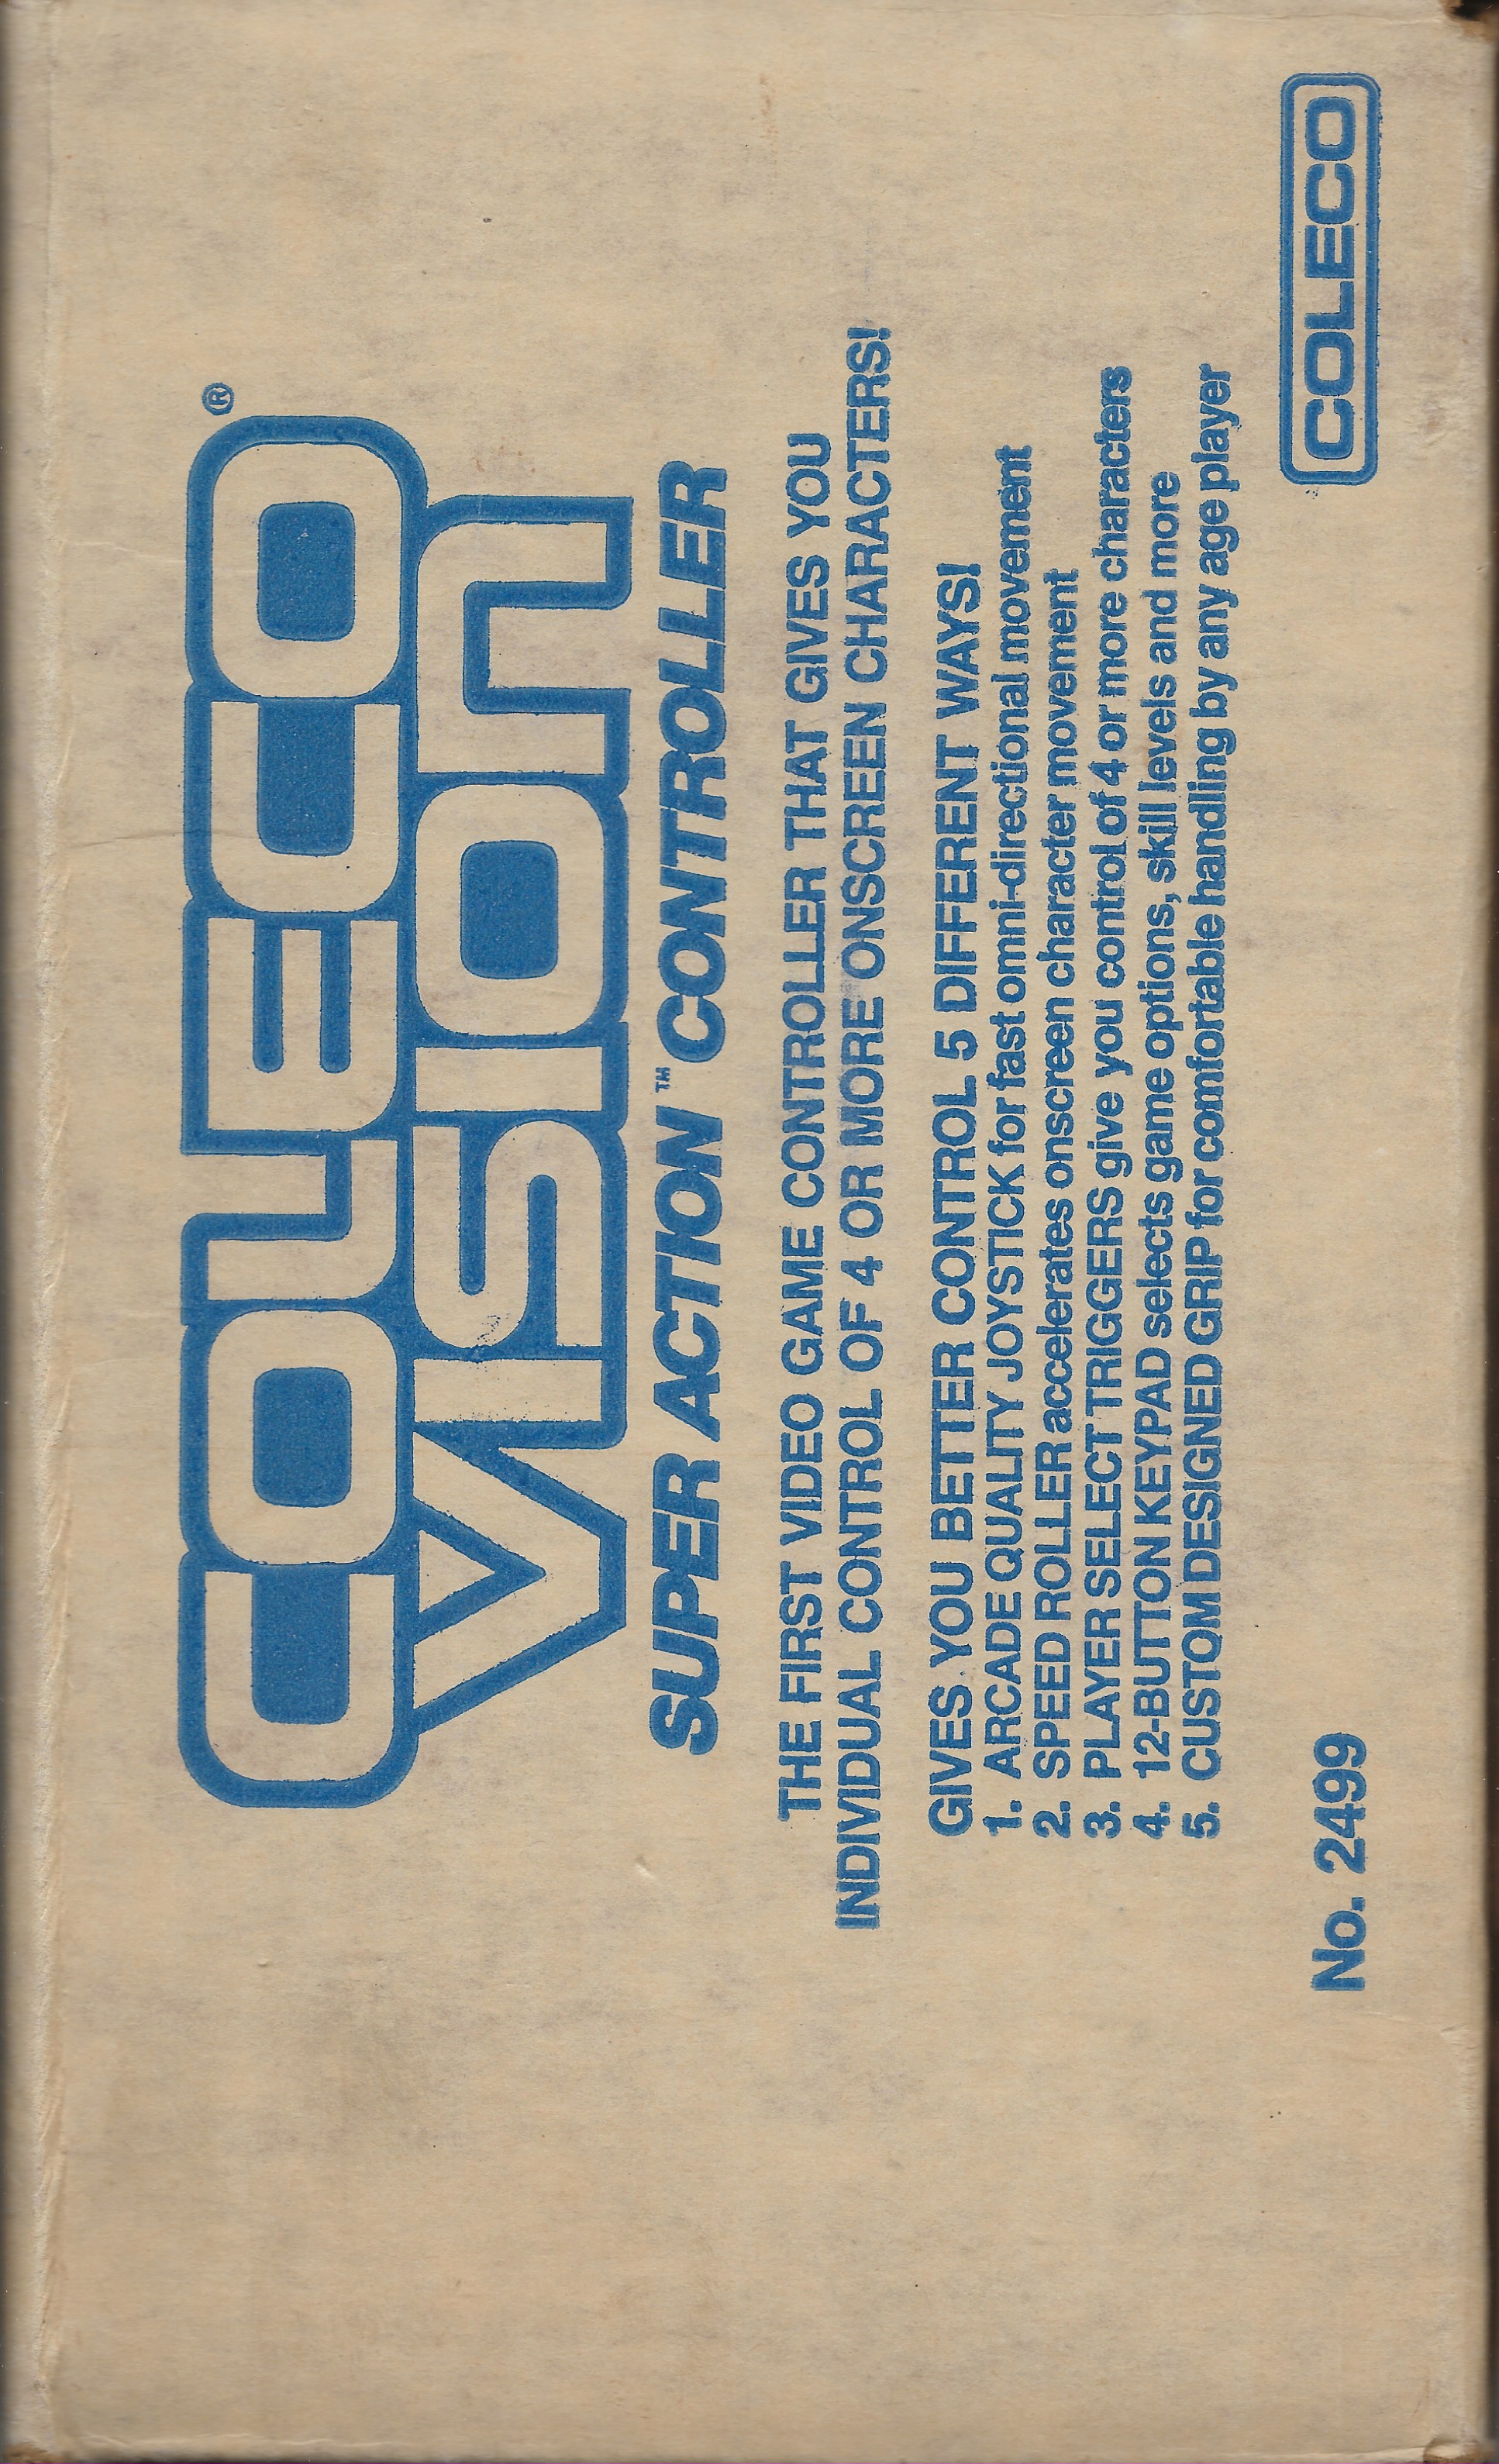 COLECO®
VISION
SUPER ACTION™ CONTROLLER
THE FIRST VIDEO GAME CONTROLLER THAT GIVES YOU
INDIVIDUAL CONTROL OF 4 OR MORE ONSCREEN CHARACTERS!
GIVES YOU BETTER CONTROL 5 DIFFERENT WAYS!
1. ARCADE QUALITY JOYSTICK for fast omni-directional movement
2. SPEED ROLLER accelerates onscreen character movement
3. PLAYER SELECT TRIGGERS give you control of 4 or more characters
4. 12-BUTTON KEYPAD selects game options, skill levels and more
5. CUSTOM DESIGNED GRIP for comfortable handling by any age player
No. 2499
COLECO